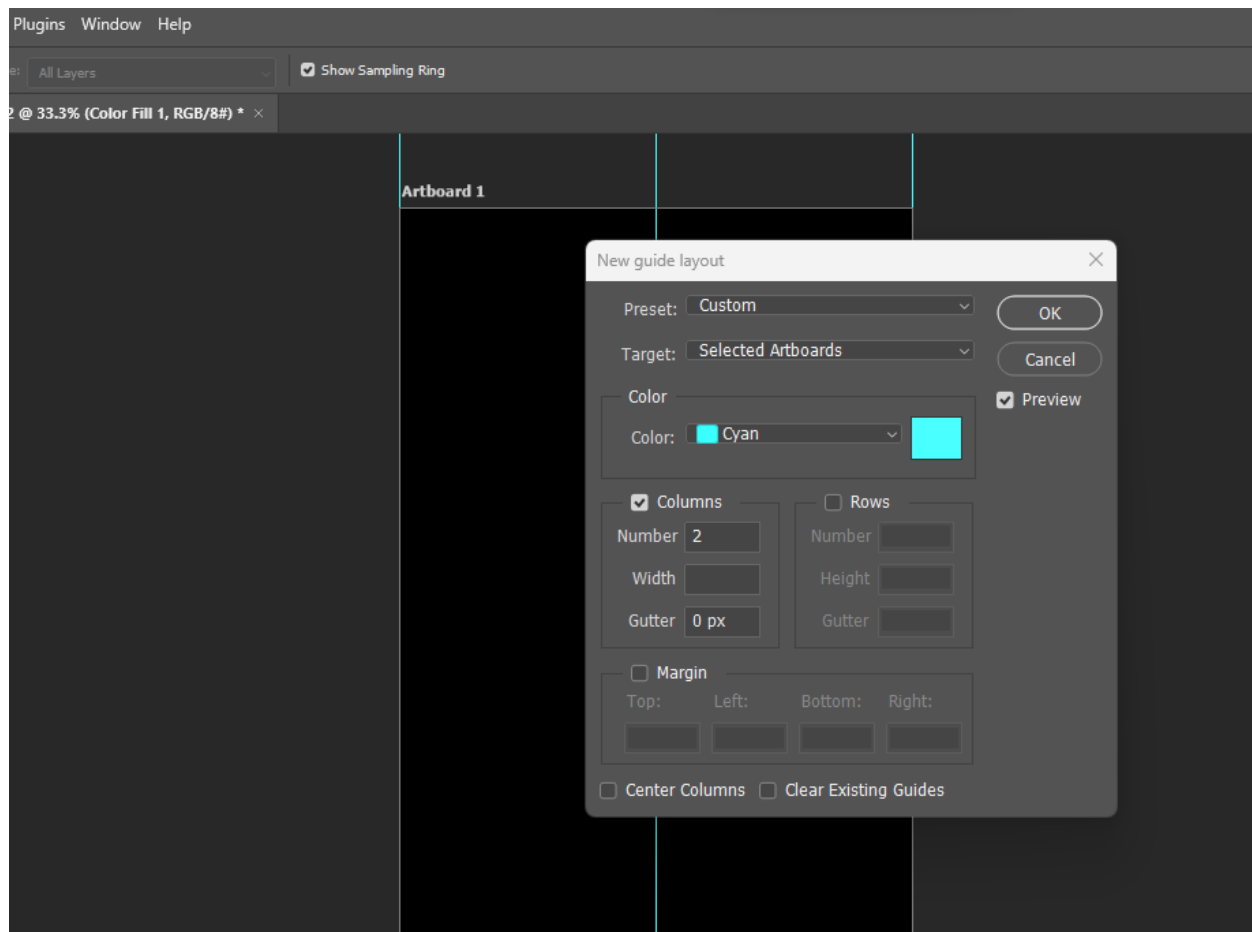 Plugins Window Help
e: All Layers Show Sampling Ring
2 @ 33.3% (Color Fill 1, RGB/8#) * ×
Artboard 1
New guide layout
Preset: Custom
OK
Target: Selected Artboards
Cancel
Color
Preview
Color: Cyan
Columns Rows
Number 2 Number
Width Height
Gutter 0 px Gutter
Margin
Top: Left: Bottom: Right:
Center Columns Clear Existing Guides